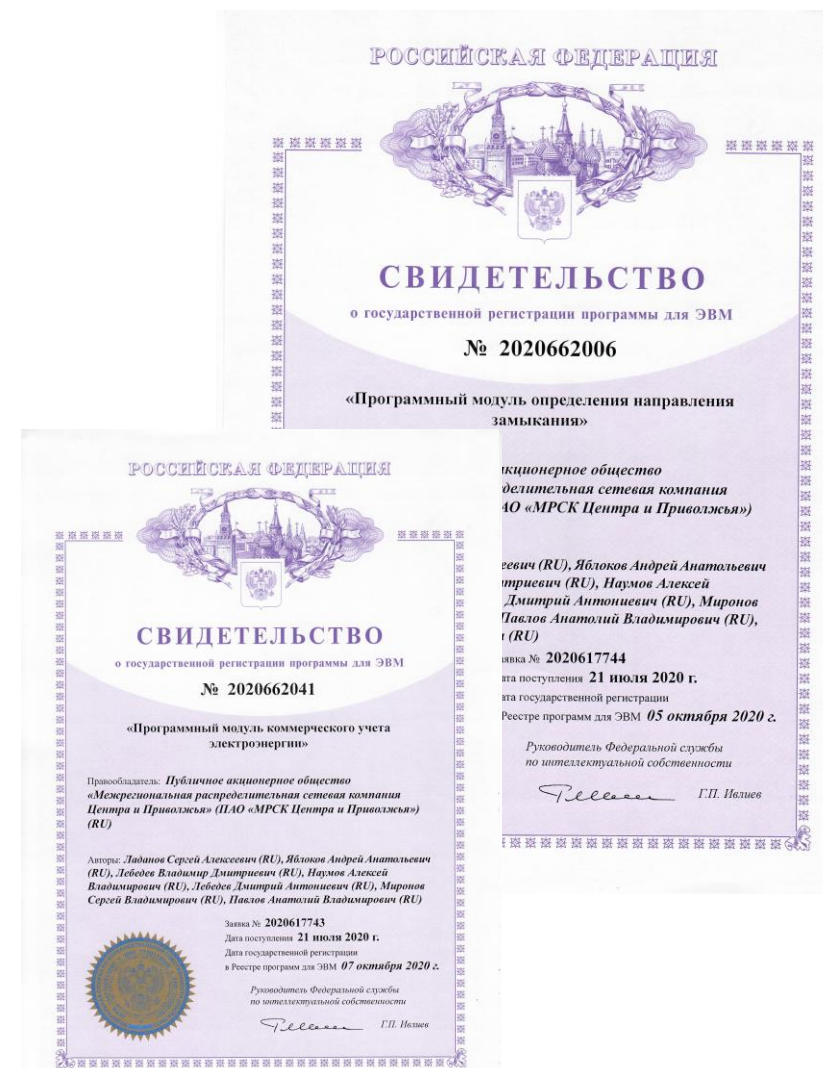 РОССИЙСКАЯ ФЕДЕРАЦИЯ
СВИДЕТЕЛЬСТВО
о государственной регистрации программы для ЭВМ
№ 2020662006
«Программный модуль определения направления
замыкания»
акционерное общество
сетевая компания
«МРСК Центра и Приволжья»)
(RU), Яблоков Андрей Анатольевич
(RU), Наумов Алексей
Дмитрий Антониевич (RU), Миронов
Павлов Анатолий Владимирович (RU),
(RU)
№ 2020617744
поступления 21 июля 2020 г.
государственной регистрации
Реестре программ для ЭВМ 05 октября 2020 г.
Руководитель Федеральной службы
по интеллектуальной собственности
Г.П. Ивлиев
РОССИЙСКАЯ ФЕДЕРАЦИЯ
СВИДЕТЕЛЬСТВО
о государственной регистрации программы для ЭВМ
№ 2020662041
«Программный модуль коммерческого учета
электроэнергии»
Правообладатель: Публичное акционерное общество
«Межрегиональная распределительная сетевая компания
Центра и Приволжья» (ПАО «МРСК Центра и Приволжья»)
(RU)
Авторы: Ладанов Сергей Алексеевич (RU), Яблоков Андрей Анатольевич
(RU), Лебедев Владимир Дмитриевич (RU), Наумов Алексей
Владимирович (RU), Лебедев Дмитрий Антониевич (RU), Миронов
Сергей Владимирович (RU), Павлов Анатолий Владимирович (RU)
Заявка № 2020617743
Дата поступления 21 июля 2020 г.
Дата государственной регистрации
в Реестре программ для ЭВМ 07 октября 2020 г.
Руководитель Федеральной службы
по интеллектуальной собственности
Г.П. Ивлиев